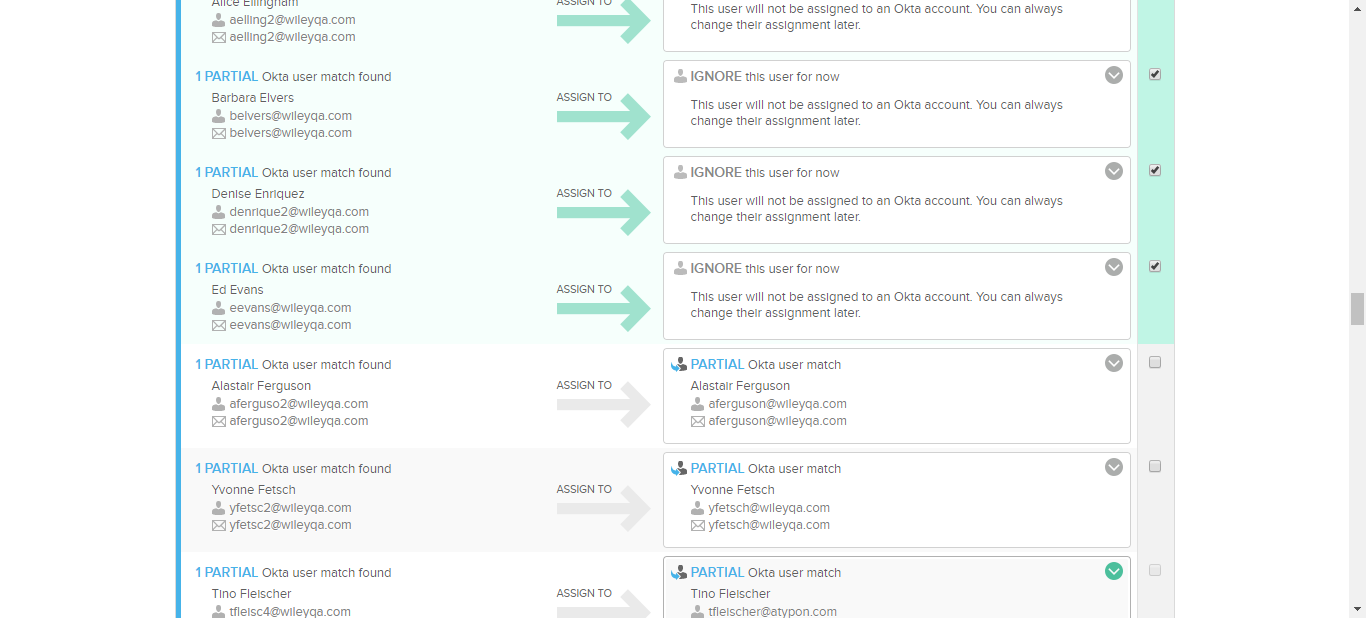 Alice Ellingham
aelling2@wileyqa.com
aelling2@wileyqa.com
ASSIGN TO
This user will not be assigned to an Okta account. You can always
change their assignment later.
1 PARTIAL Okta user match found
Barbara Elvers
belvers@wileyqa.com
belvers@wileyqa.com
ASSIGN TO
IGNORE this user for now
This user will not be assigned to an Okta account. You can always
change their assignment later.
1 PARTIAL Okta user match found
Denise Enriquez
denrique2@wileyqa.com
denrique2@wileyqa.com
ASSIGN TO
IGNORE this user for now
This user will not be assigned to an Okta account. You can always
change their assignment later.
1 PARTIAL Okta user match found
Ed Evans
eevans@wileyqa.com
eevans@wileyqa.com
ASSIGN TO
IGNORE this user for now
This user will not be assigned to an Okta account. You can always
change their assignment later.
1 PARTIAL Okta user match found
Alastair Ferguson
aferguso2@wileyqa.com
aferguso2@wileyqa.com
ASSIGN TO
PARTIAL Okta user match
Alastair Ferguson
aferguson@wileyqa.com
aferguson@wileyqa.com
1 PARTIAL Okta user match found
Yvonne Fetsch
yfetsc2@wileyqa.com
yfetsc2@wileyqa.com
ASSIGN TO
PARTIAL Okta user match
Yvonne Fetsch
yfetsch@wileyqa.com
yfetsch@wileyqa.com
1 PARTIAL Okta user match found
Tino Fleischer
tfleisc4@wileyqa.com
ASSIGN TO
PARTIAL Okta user match
Tino Fleischer
tfleischer@atypon.com